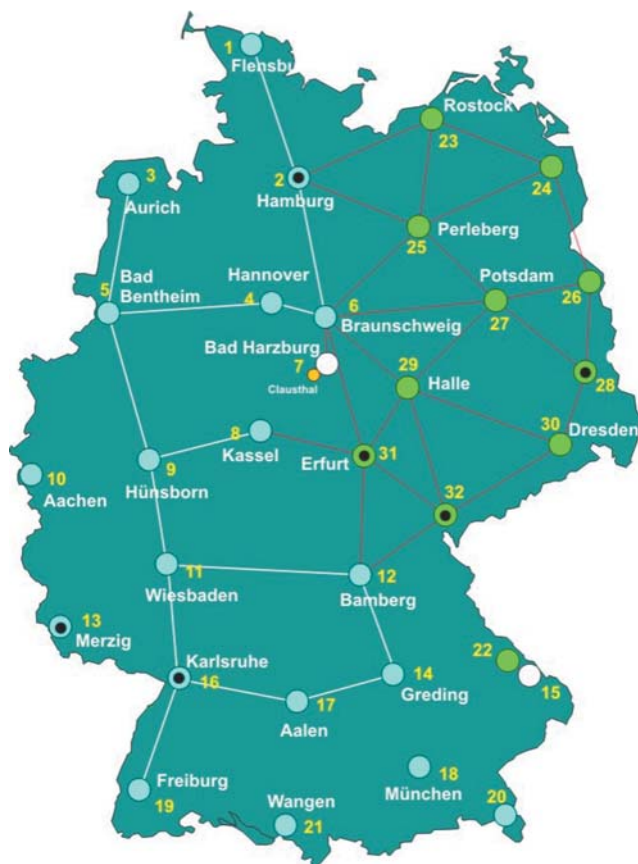 1
Flensbu
Rostock
23
3
Aurich
2
Hamburg
24
25
Perleberg
Hannover
Bad
Bentheim
5
4
6
Braunschweig
Potsdam
26
27
Bad Harzburg
7
Clausthal
29
Halle
28
8
Kassel
30
Dresden
31
Erfurt
9
Hünsborn
10
Aachen
32
11
Wiesbaden
12
Bamberg
13
Merzig
Karlsruhe
16
22
14
Greding
15
17
Aalen
18
München
Freiburg
19
Wangen
21
20